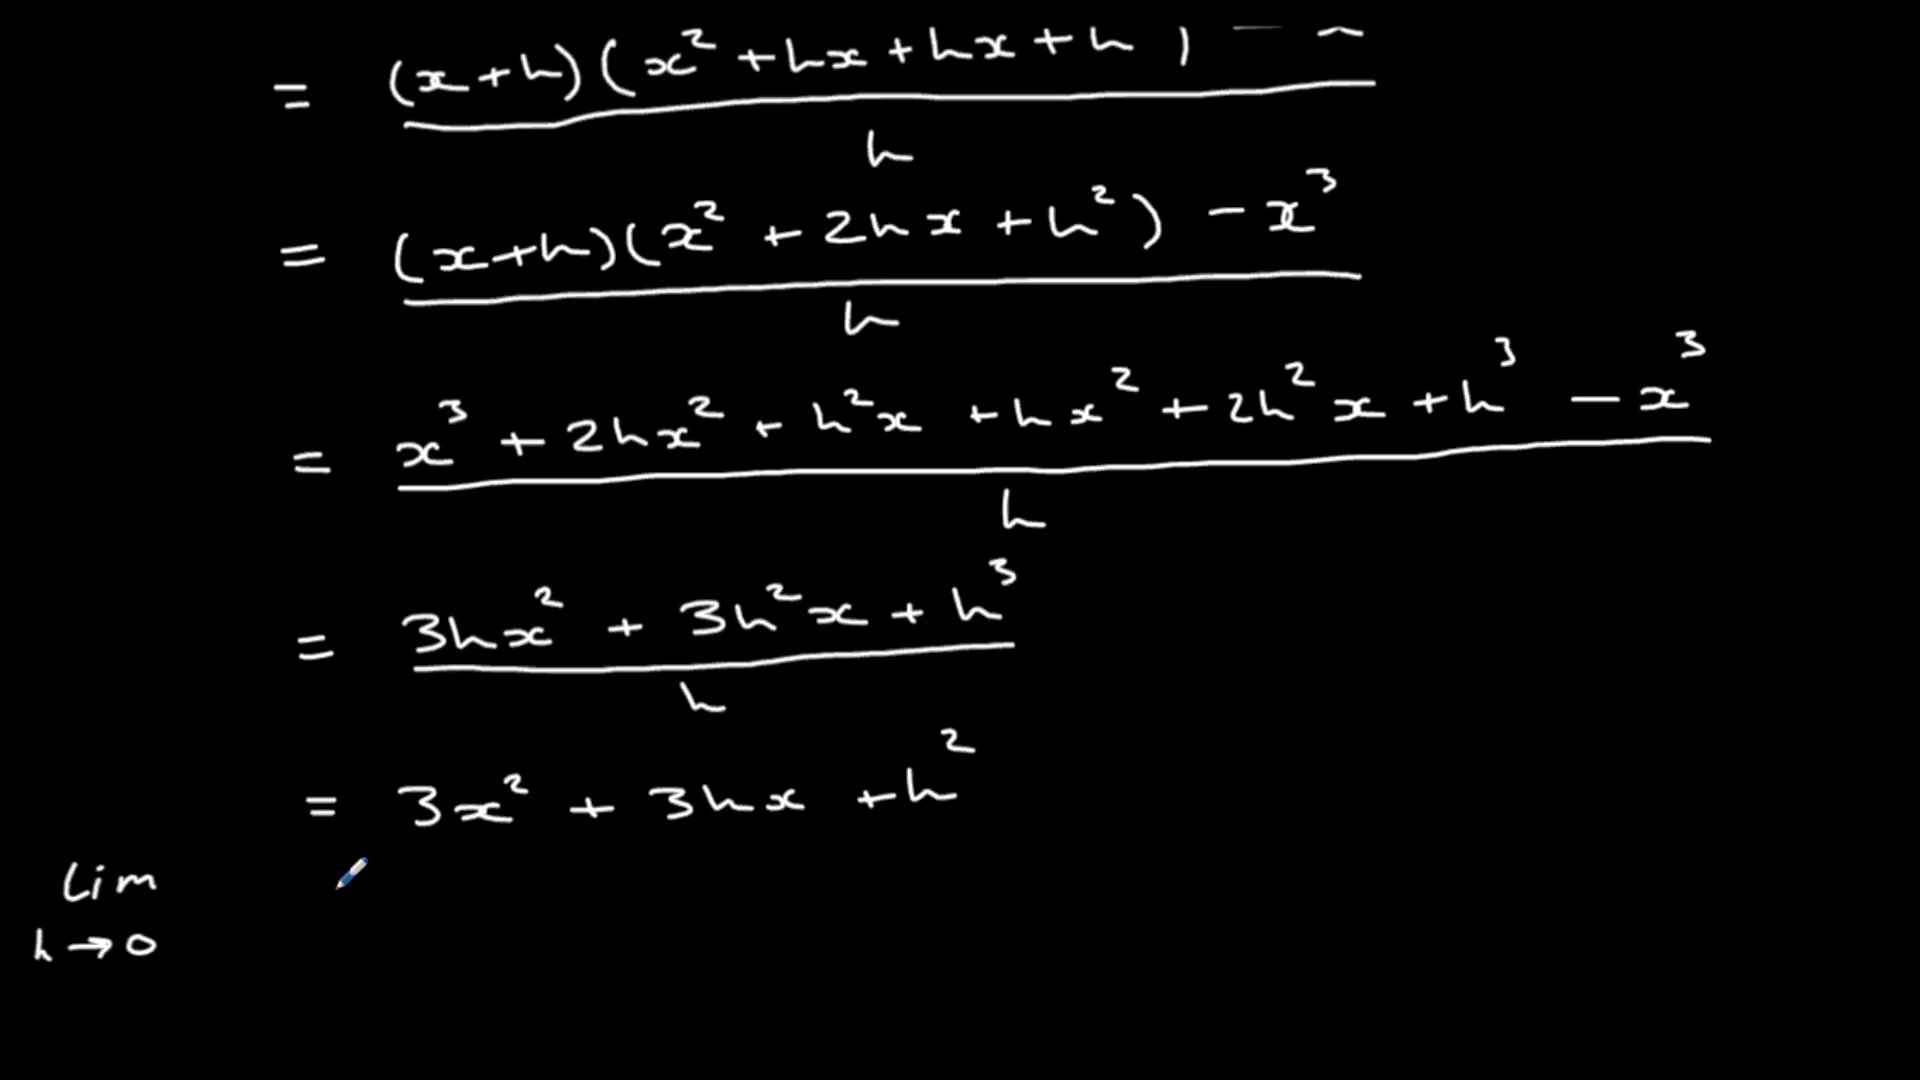 = (x+h)(x² + hx + hx + h
h
= (x+h)(x² + 2hx + h²) - x³
h
= x³ + 2hx² + h²x + hx² + 2h²x + h³ - x³
h
= 3hx² + 3h²x + h³
h
= 3x² + 3hx + h²
Lim
h → 0